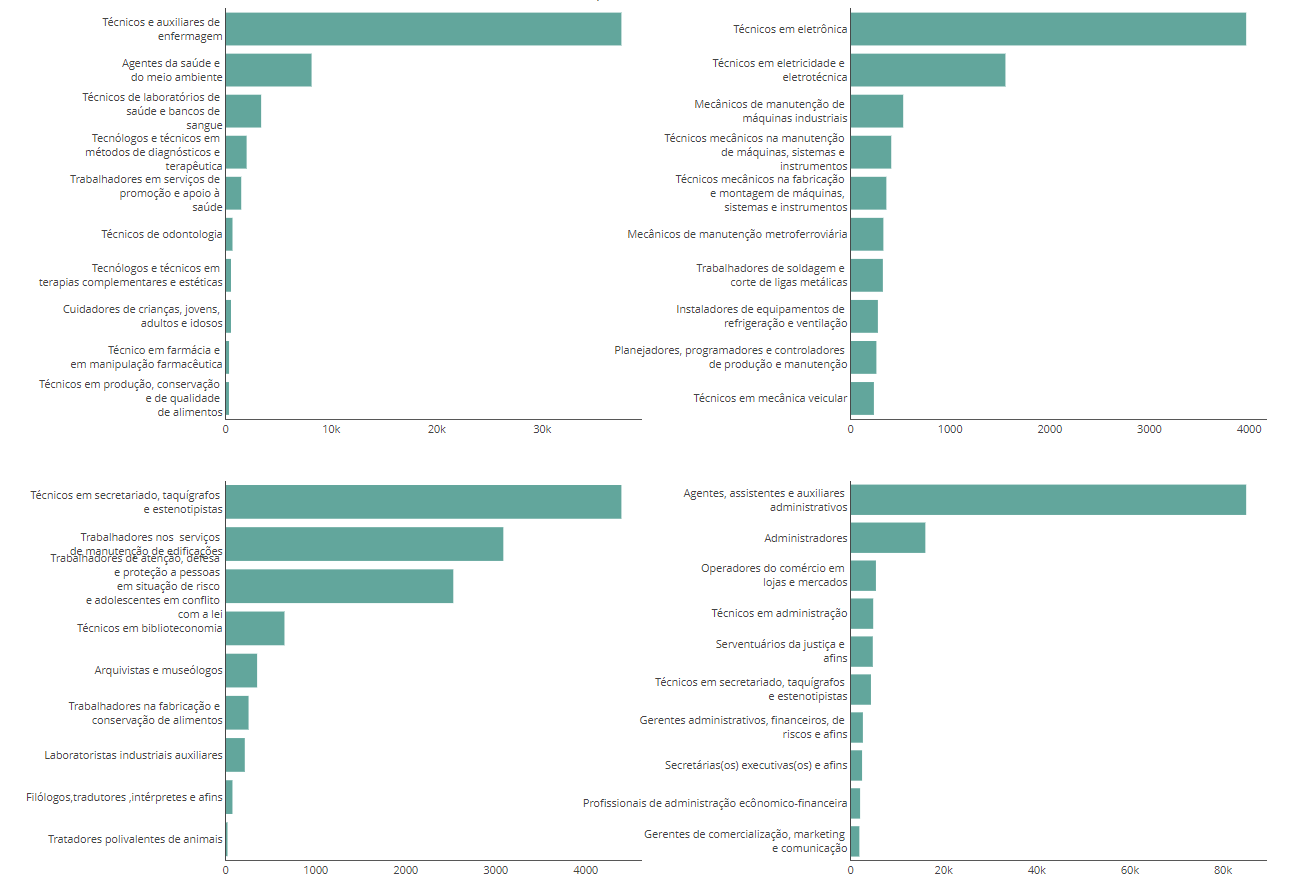 Técnicos e auxiliares de
enfermagem
Agentes da saúde e
do meio ambiente
Técnicos de laboratórios de
saúde e bancos de
sangue
Tecnólogos e técnicos em
métodos de diagnósticos e
terapêutica
Trabalhadores em serviços de
promoção e apoio à
saúde
Técnicos de odontologia
Tecnólogos e técnicos em
terapias complementares e estéticas
Cuidadores de crianças, jovens,
adultos e idosos
Técnico em farmácia e
em manipulação farmacêutica
Técnicos em produção, conservação
e de qualidade
de alimentos
0 10k 20k 30k
Técnicos em eletrônica
Técnicos em eletricidade e
eletrotécnica
Mecânicos de manutenção de
máquinas industriais
Técnicos mecânicos na manutenção
de máquinas, sistemas e
instrumentos
Técnicos mecânicos na fabricação
e montagem de máquinas,
sistemas e instrumentos
Mecânicos de manutenção metroferroviária
Trabalhadores de soldagem e
corte de ligas metálicas
Instaladores de equipamentos de
refrigeração e ventilação
Planejadores, programadores e controladores
de produção e manutenção
Técnicos em mecânica veicular
0 1000 2000 3000 4000
Técnicos em secretariado, taquígrafos
e estenotipistas
Trabalhadores nos serviços
de manutenção de edificações
Trabalhadores de atenção, defesa
e proteção a pessoas
em situação de risco
e adolescentes em conflito
com a lei
Técnicos em biblioteconomia
Arquivistas e museólogos
Trabalhadores na fabricação e
conservação de alimentos
Laboratoristas industriais auxiliares
Filólogos,tradutores ,intérpretes e afins
Tratadores polivalentes de animais
0 1000 2000 3000 4000
Agentes, assistentes e auxiliares
administrativos
Administradores
Operadores do comércio em
lojas e mercados
Técnicos em administração
Serventuários da justiça e
afins
Técnicos em secretariado, taquígrafos
e estenotipistas
Gerentes administrativos, financeiros, de
riscos e afins
Secretárias(os) executivas(os) e afins
Profissionais de administração ecônomico-financeira
Gerentes de comercialização, marketing
e comunicação
0 20k 40k 60k 80k